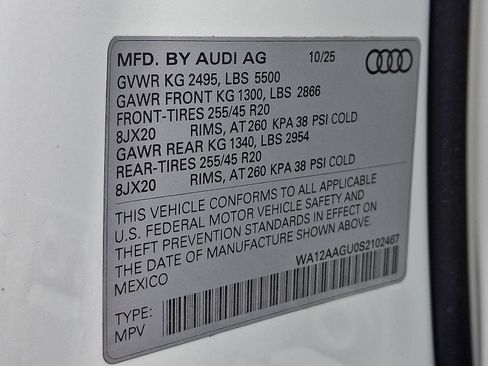 MFD. BY AUDI AG 10/25
GVWR KG 2495, LBS 5500
GAWR FRONT KG 1300, LBS 2866
FRONT-TIRES 255/45 R20
8JX20 RIMS, AT 260 KPA 38 PSI COLD
GAWR REAR KG 1340, LBS 2954
REAR-TIRES 255/45 R20
8JX20 RIMS, AT 260 KPA 38 PSI COLD
THIS VEHICLE CONFORMS TO ALL APPLICABLE
U.S. FEDERAL MOTOR VEHICLE SAFETY AND
THEFT PREVENTION STANDARDS IN EFFECT ON
THE DATE OF MANUFACTURE SHOWN ABOVE.
MEXICO
WA12AAGU0S2102467
TYPE:
MPV